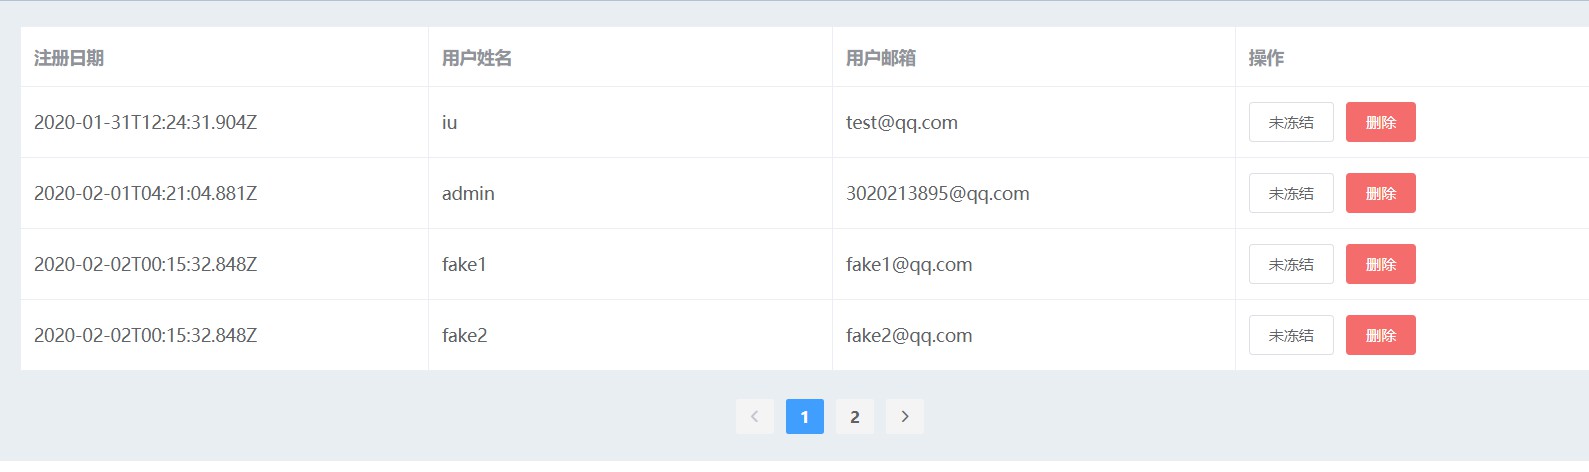 注册日期 用户姓名 用户邮箱 操作
2020-01-31T12:24:31.904Z iu test@qq.com 未冻结 删除
2020-02-01T04:21:04.881Z admin 3020213895@qq.com 未冻结 删除
2020-02-02T00:15:32.848Z fake1 fake1@qq.com 未冻结 删除
2020-02-02T00:15:32.848Z fake2 fake2@qq.com 未冻结 删除
1 2